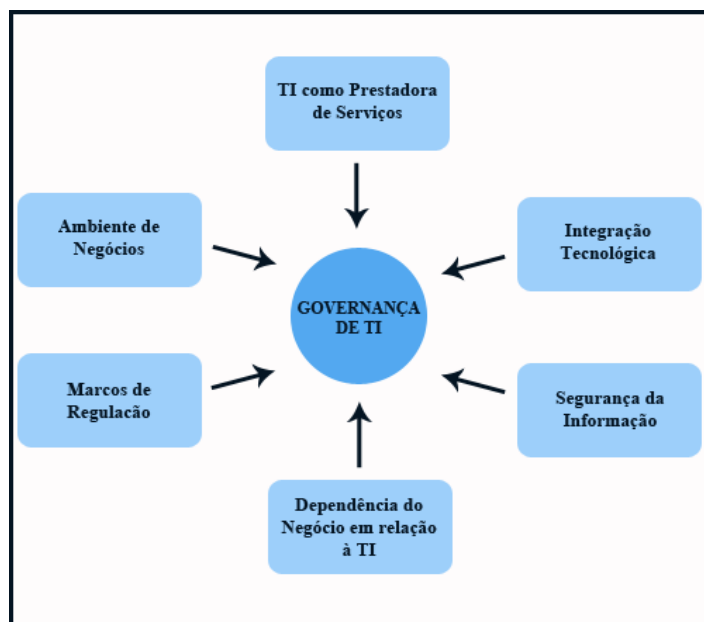 TI como Prestadora
de Serviços
Ambiente de
Negócios
Integração
Tecnológica
GOVERNANÇA
DE TI
Marcos de
Regulacão
Segurança da
Informação
Dependência do
Negócio em relação
à TI